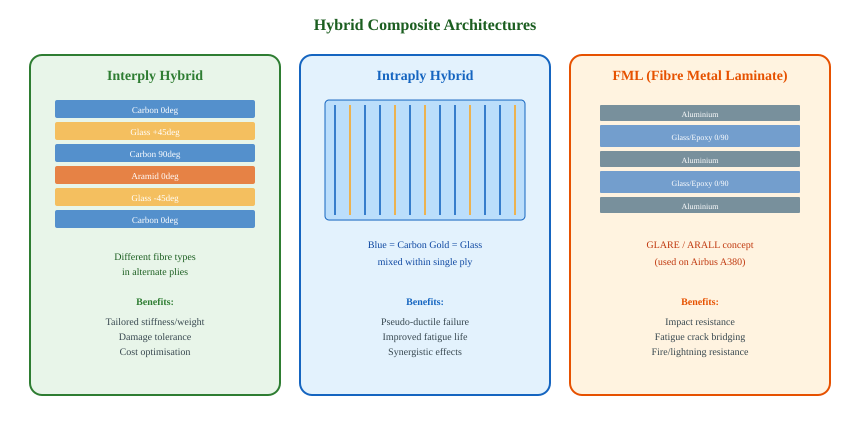 Hybrid Composite Architectures
Interply Hybrid
Carbon 0deg
Glass +45deg
Carbon 90deg
Aramid 0deg
Glass -45deg
Carbon 0deg
Different fibre types
in alternate plies
Benefits:
Tailored stiffness/weight
Damage tolerance
Cost optimisation
Intraply Hybrid
Blue = Carbon Gold = Glass
mixed within single ply
Benefits:
Pseudo-ductile failure
Improved fatigue life
Synergistic effects
FML (Fibre Metal Laminate)
Aluminium
Glass/Epoxy 0/90
Aluminium
Glass/Epoxy 0/90
Aluminium
GLARE / ARALL concept
(used on Airbus A380)
Benefits:
Impact resistance
Fatigue crack bridging
Fire/lightning resistance